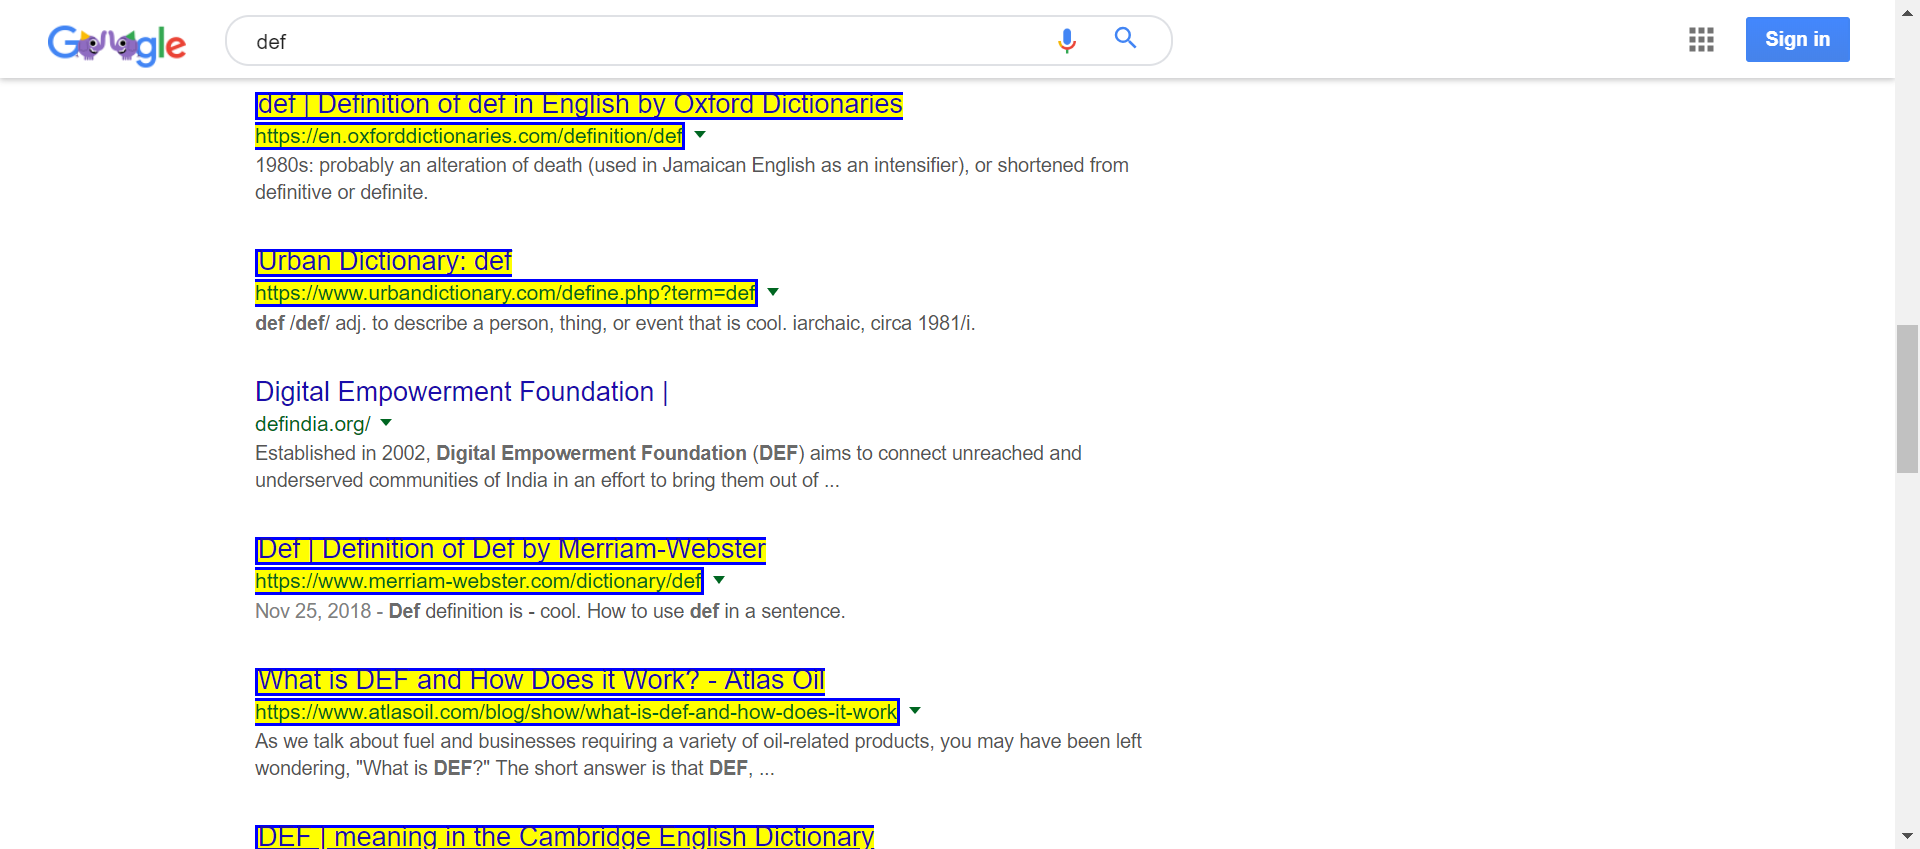 Google
def
Sign in
def | Definition of def in English by Oxford Dictionaries
https://en.oxforddictionaries.com/definition/def
1980s: probably an alteration of death (used in Jamaican English as an intensifier), or shortened from
definitive or definite.
Urban Dictionary: def
https://www.urbandictionary.com/define.php?term=def
def /def/ adj. to describe a person, thing, or event that is cool. iarchaic, circa 1981/i.
Digital Empowerment Foundation |
defindia.org/
Established in 2002, Digital Empowerment Foundation (DEF) aims to connect unreached and
underserved communities of India in an effort to bring them out of ...
Def | Definition of Def by Merriam-Webster
https://www.merriam-webster.com/dictionary/def
Nov 25, 2018 - Def definition is - cool. How to use def in a sentence.
What is DEF and How Does it Work? - Atlas Oil
https://www.atlasoil.com/blog/show/what-is-def-and-how-does-it-work
As we talk about fuel and businesses requiring a variety of oil-related products, you may have been left
wondering, "What is DEF?" The short answer is that DEF, ...
DEF | meaning in the Cambridge English Dictionary